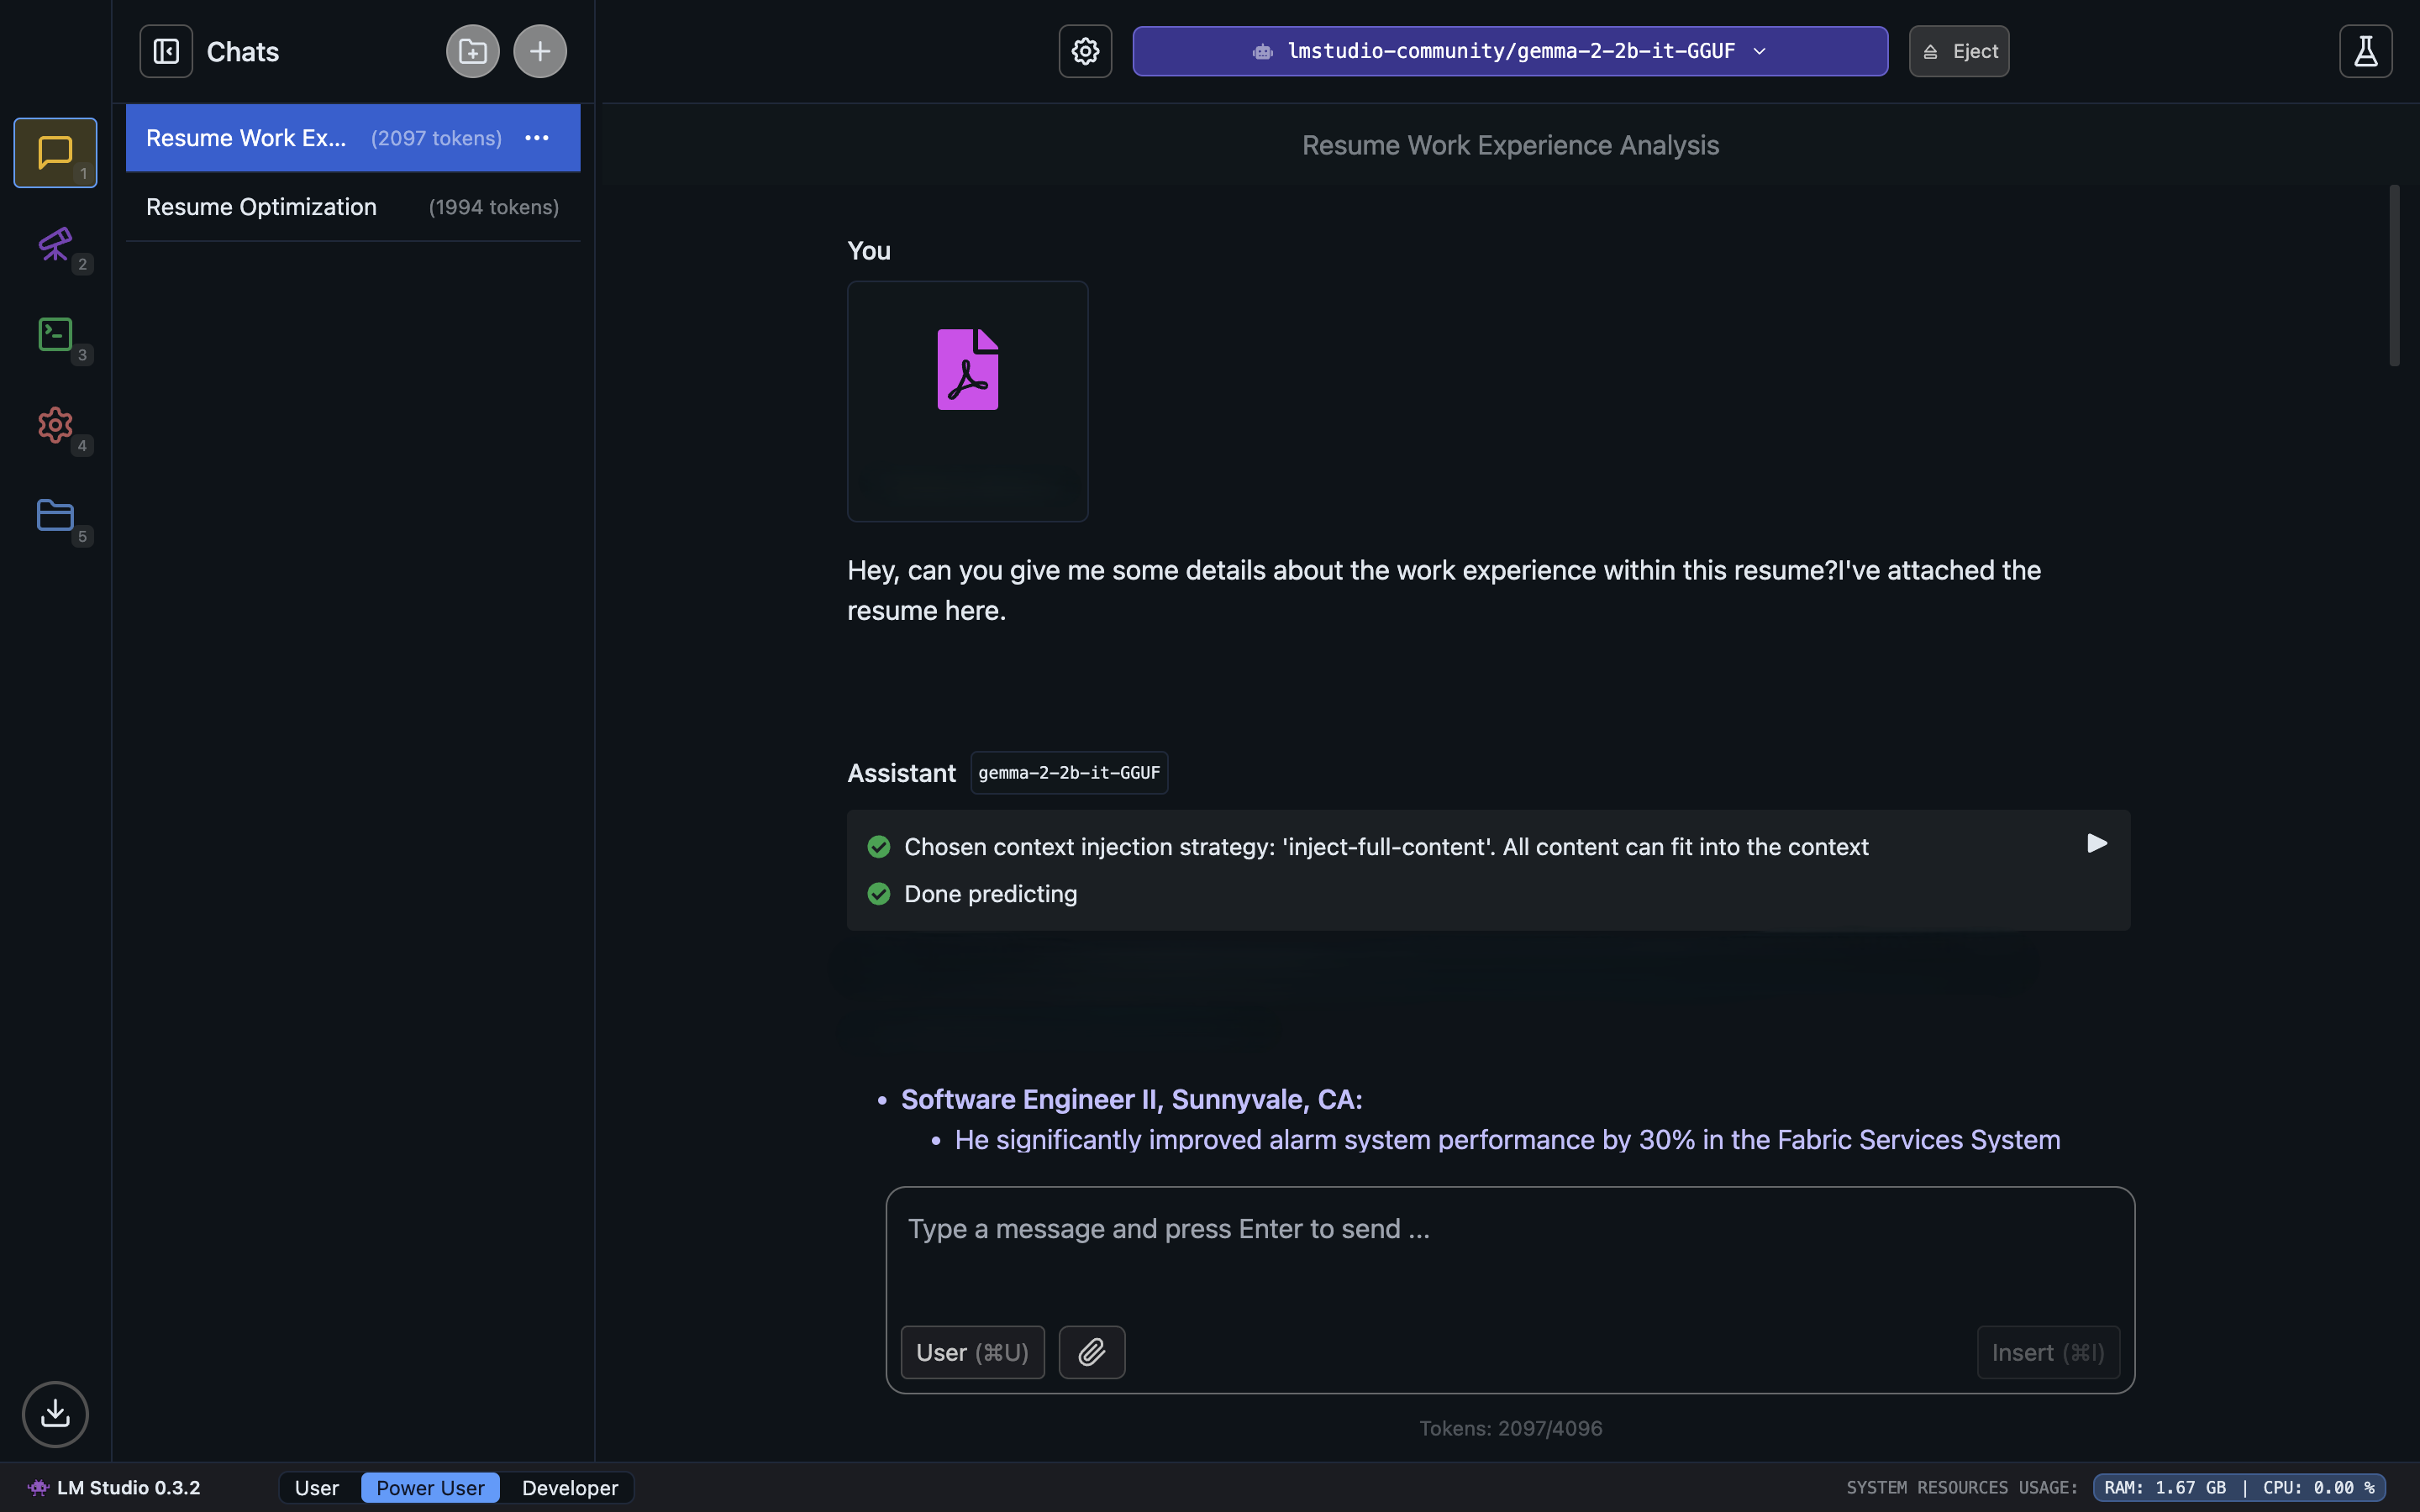 Chats
lmstudio-community/gemma-2-2b-it-GGUF
Eject
Resume Work Ex... (2097 tokens) •••
Resume Optimization (1994 tokens)
1
2
3
4
5
Resume Work Experience Analysis
You
Hey, can you give me some details about the work experience within this resume?I've attached the
resume here.
Assistant gemma-2-2b-it-GGUF
Chosen context injection strategy: 'inject-full-content'. All content can fit into the context
Done predicting
• Software Engineer II, Sunnyvale, CA:
• He significantly improved alarm system performance by 30% in the Fabric Services System
Type a message and press Enter to send ...
User (⌘U)
Insert (⌘I)
Tokens: 2097/4096
LM Studio 0.3.2
User Power User Developer
SYSTEM RESOURCES USAGE: RAM: 1.67 GB | CPU: 0.00 %